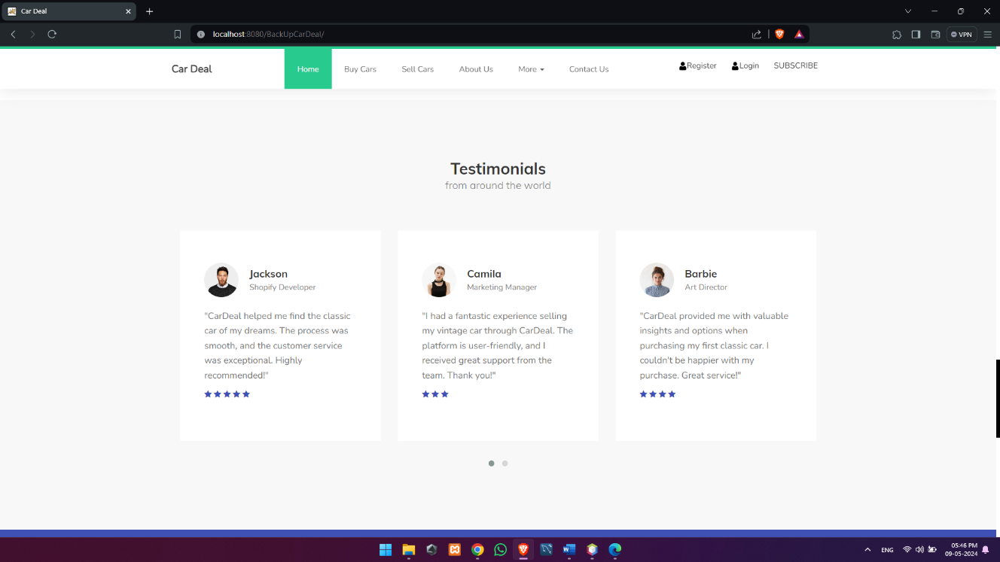 Car Deal
localhost:8080/BackUpCarDeal/
VPN
Car Deal
Home
Buy Cars
Sell Cars
About Us
More
Contact Us
Register
Login
SUBSCRIBE
Testimonials
from around the world
Jackson
Shopify Developer
"CarDeal helped me find the classic
car of my dreams. The process was
smooth, and the customer service
was exceptional. Highly
recommended!"
Camila
Marketing Manager
"I had a fantastic experience selling
my vintage car through CarDeal. The
platform is user-friendly, and I
received great support from the
team. Thank you!"
Barbie
Art Director
"CarDeal provided me with valuable
insights and options when
purchasing my first classic car. I
couldn't be happier with my
purchase. Great service!"
ENG
05:46 PM
09-05-2024